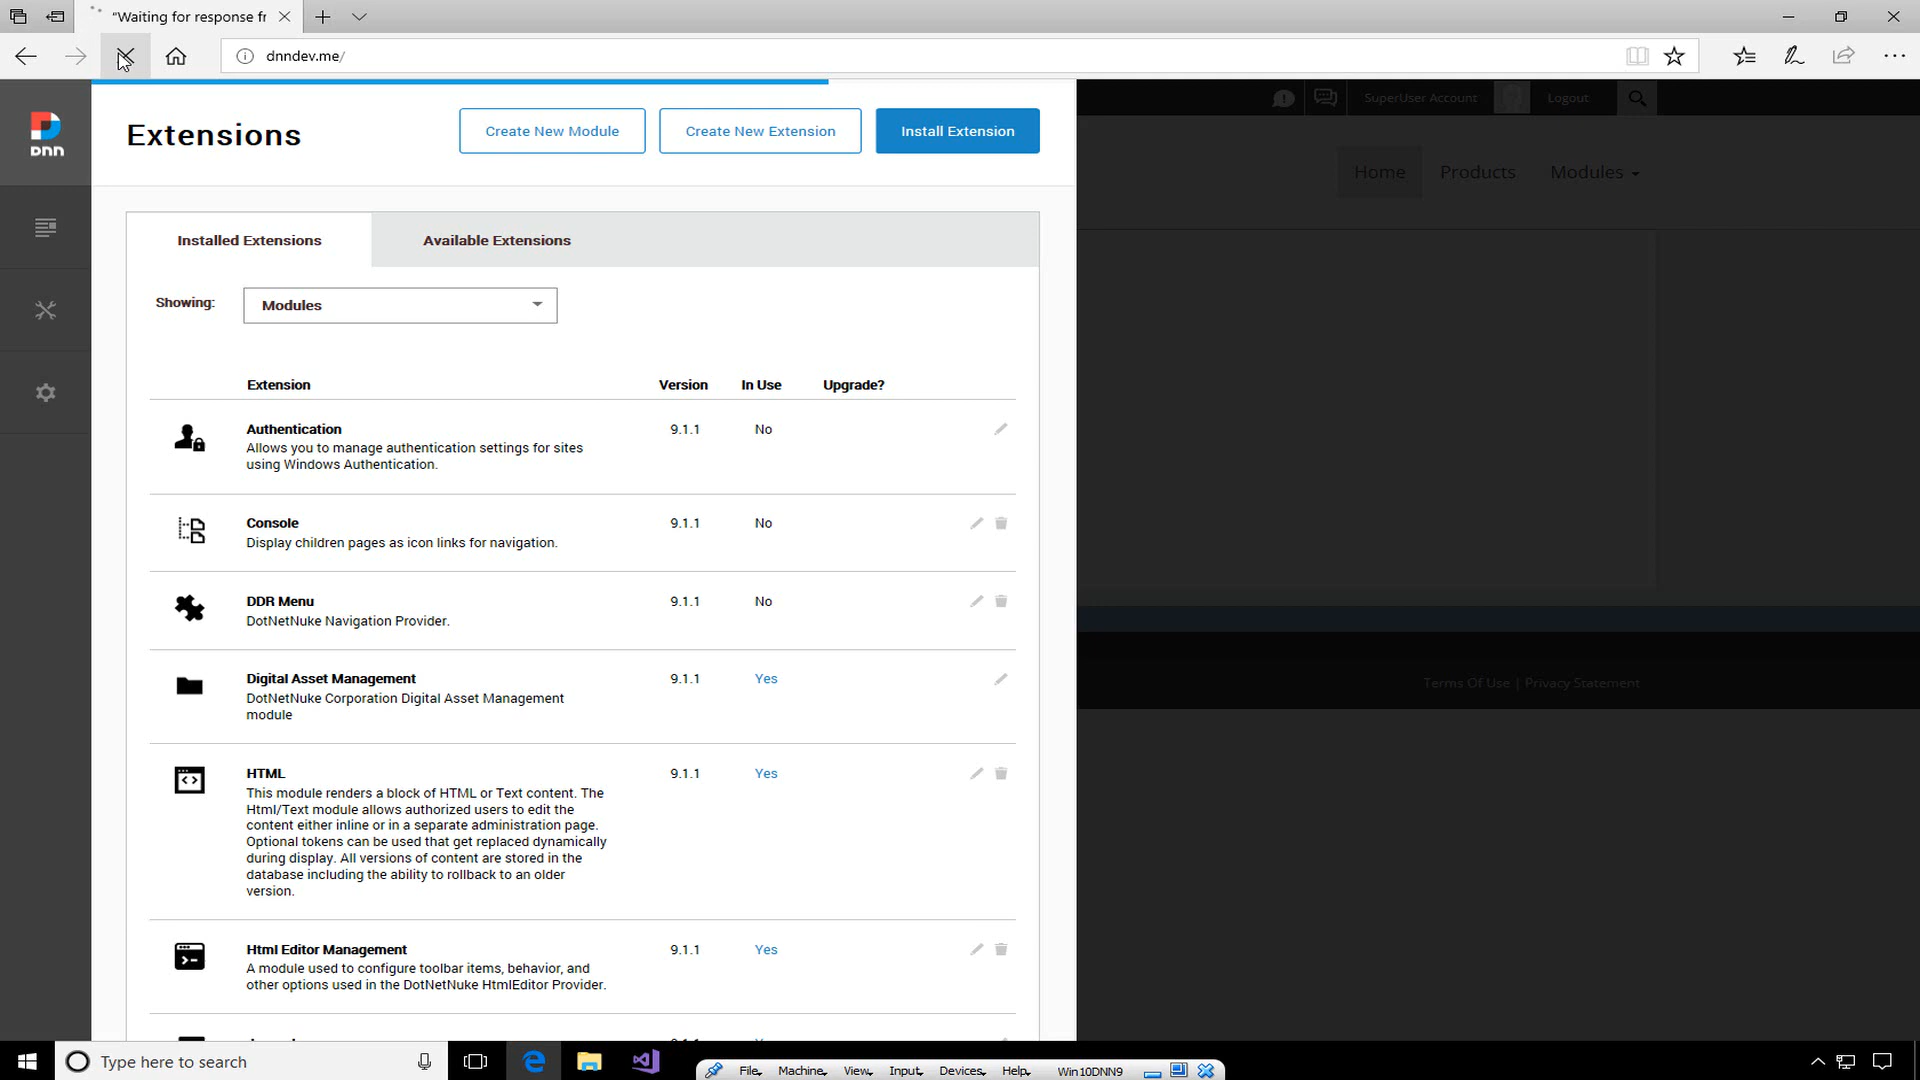 "Waiting for response fr
dnndev.me/
SuperUser Account
Logout
DNN
Extensions
Create New Module
Create New Extension
Install Extension
Home
Products
Modules
Installed Extensions
Available Extensions
Showing:
Modules
Extension
Version
In Use
Upgrade?
Authentication
9.1.1
No
Allows you to manage authentication settings for sites
using Windows Authentication.
Console
9.1.1
No
Display children pages as icon links for navigation.
DDR Menu
9.1.1
No
DotNetNuke Navigation Provider.
Digital Asset Management
9.1.1
Yes
DotNetNuke Corporation Digital Asset Management
module
Terms Of Use | Privacy Statement
HTML
9.1.1
Yes
This module renders a block of HTML or Text content. The
Html/Text module allows authorized users to edit the
content either inline or in a separate administration page.
Optional tokens can be used that get replaced dynamically
during display. All versions of content are stored in the
database including the ability to rollback to an older
version.
Html Editor Management
9.1.1
Yes
A module used to configure toolbar items, behavior, and
other options used in the DotNetNuke HtmlEditor Provider.
Type here to search
File
Machine
View
Input
Devices
Help
Win10DNN9